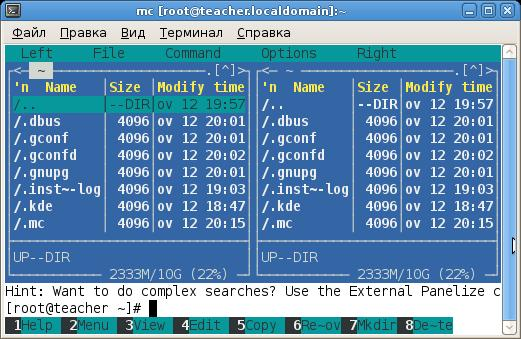 mc [root@teacher.localdomain]:~
Файл Правка Вид Терминал Справка
Left File Command Options Right
<─ ~ ─.[^]> <─ ~ ─.[^]>
'n Name Size Modify time 'n Name Size Modify time
/.. --DIR ov 12 19:57 /.. --DIR ov 12 19:57
/.dbus 4096 ov 12 20:01 /.dbus 4096 ov 12 20:01
/.gconf 4096 ov 12 20:01 /.gconf 4096 ov 12 20:01
/.gconfd 4096 ov 12 20:02 /.gconfd 4096 ov 12 20:02
/.gnupg 4096 ov 12 20:01 /.gnupg 4096 ov 12 20:01
/.inst~-log 4096 ov 12 19:03 /.inst~-log 4096 ov 12 19:03
/.kde 4096 ov 12 18:47 /.kde 4096 ov 12 18:47
/.mc 4096 ov 12 20:15 /.mc 4096 ov 12 20:15
UP--DIR UP--DIR
2333M/10G (22%) 2333M/10G (22%)
Hint: Want to do complex searches? Use the External Panelize c
[root@teacher ~]#
1Help 2Menu 3View 4Edit 5Copy 6Re~ov 7Mkdir 8De~te